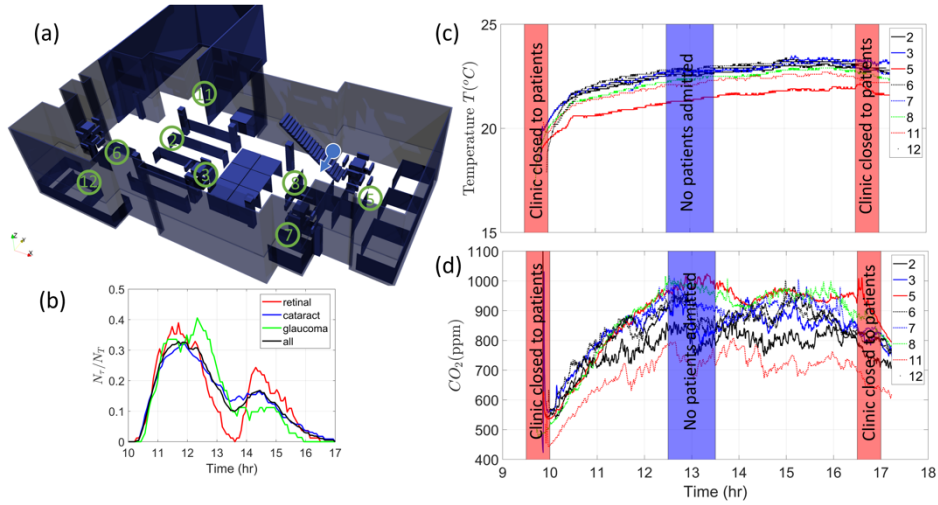 (a)
11
2
6
3
12
8
5
7
z
x
(b)
N_r/N_T
0.5
0.4
0.3
0.2
0.1
0
retinal
cataract
glaucoma
all
10 11 12 13 14 15 16 17
Time (hr)
(c)
Temperature T(°C)
25
20
15
Clinic closed to patients
No patients admitted
Clinic closed to patients
2
3
5
6
7
8
11
12
(d)
CO₂(ppm)
1100
1000
900
800
700
600
500
400
Clinic closed to patients
No patients admitted
Clinic closed to patients
2
3
5
6
7
8
11
12
9 10 11 12 13 14 15 16 17 18
Time (hr)